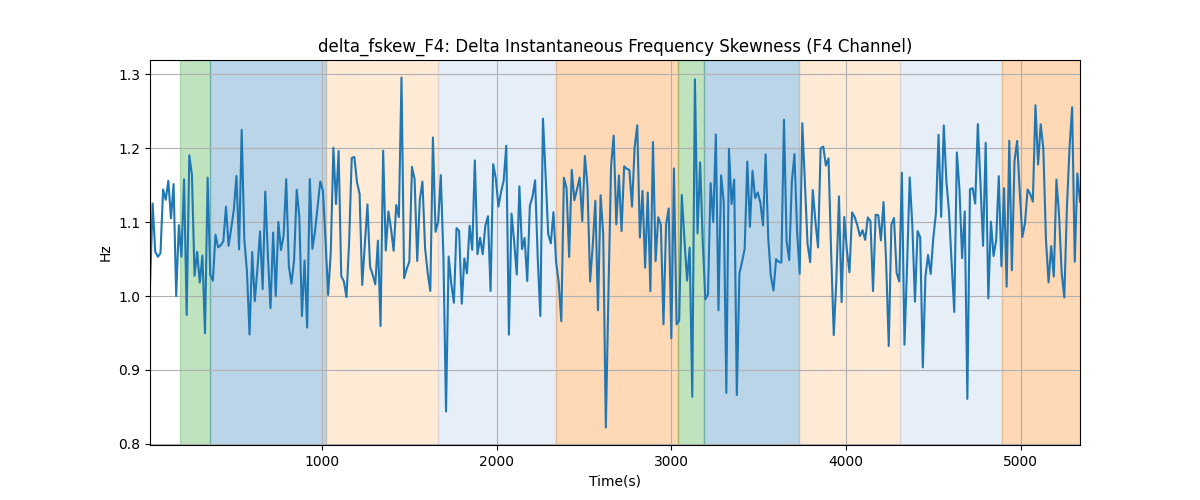 delta_fskew_F4: Delta Instantaneous Frequency Skewness (F4 Channel)
1.3
1.2
1.1
1.0
0.9
0.8
Hz
1000 2000 3000 4000 5000
Time(s)